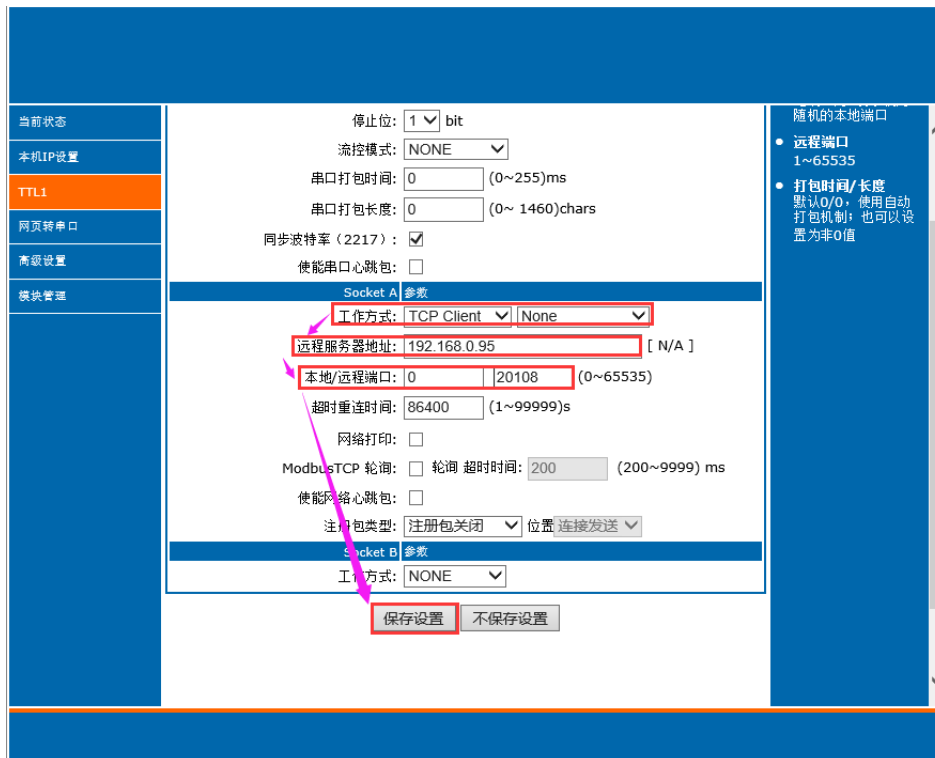 当前状态
本机IP设置
TTL1
网页转串口
高级设置
模块管理
停止位: 1 bit
流控模式: NONE
串口打包时间: 0 (0~255)ms
串口打包长度: 0 (0~ 1460)chars
同步波特率（2217）:
使能串口心跳包:
Socket A 参数
工作方式: TCP Client None
远程服务器地址: 192.168.0.95 [ N/A ]
本地/远程端口: 0 20108 (0~65535)
超时重连时间: 86400 (1~99999)s
网络打印:
ModbusTCP 轮询: 轮询 超时时间: 200 (200~9999) ms
使能网络心跳包:
注册包类型: 注册包关闭 位置 连接发送
Socket B 参数
工作方式: NONE
保存设置 不保存设置
随机的本地端口
远程端口
1~65535
打包时间/长度
默认0/0，使用自动
打包机制；也可以设
置为非0值